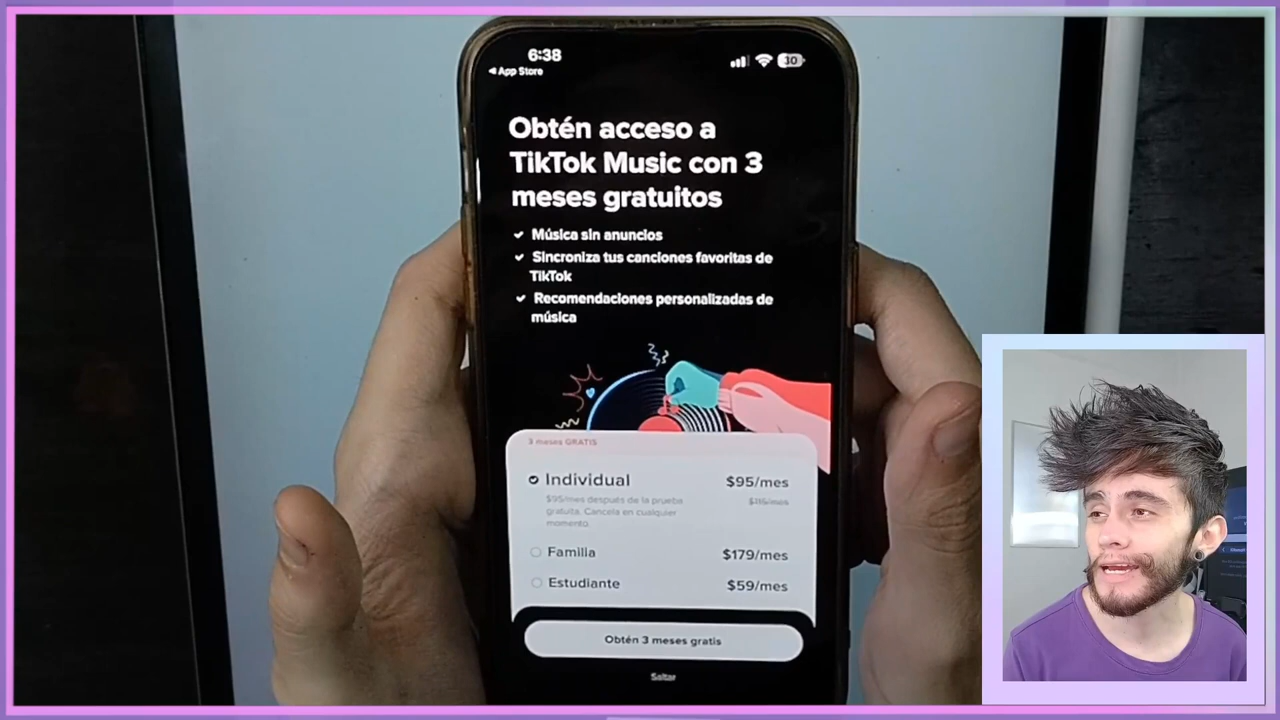 6:38
30
App Store
Obtén acceso a
TikTok Music con 3
meses gratuitos
Música sin anuncios
Sincroniza tus canciones favoritas de
TikTok
Recomendaciones personalizadas de
música
3 meses GRATIS
Individual $95/mes
$95/mes después de la prueba $115/mes
gratuita. Cancela en cualquier
momento.
Familia $179/mes
Estudiante $59/mes
Obtén 3 meses gratis
Saltar